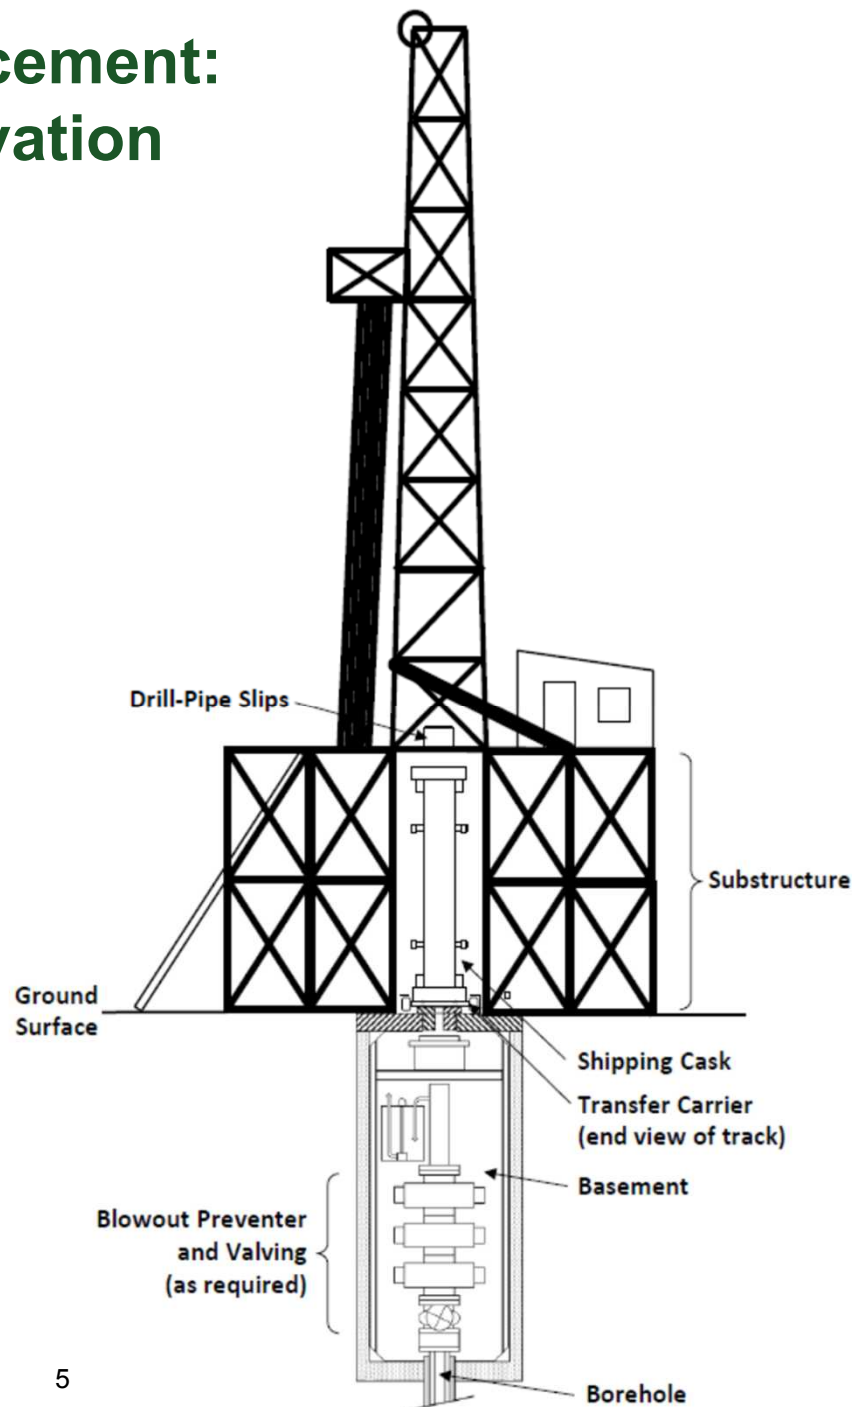 cement:
vation
Drill-Pipe Slips
Substructure
Ground
Surface
Shipping Cask
Transfer Carrier
(end view of track)
Basement
Blowout Preventer
and Valving
(as required)
5
Borehole